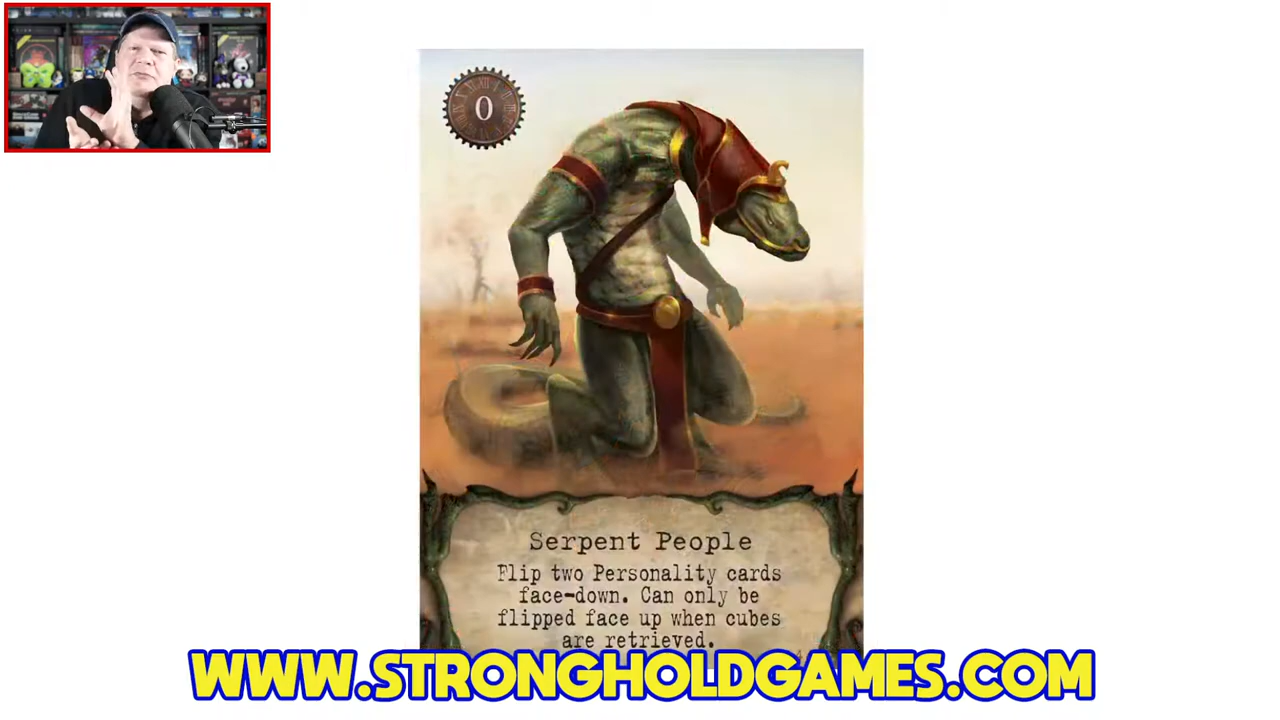 0
Serpent People
Flip two Personality cards
face-down. Can only be
flipped face up when cubes
are retrieved.
WWW.STRONGHOLDGAMES.COM